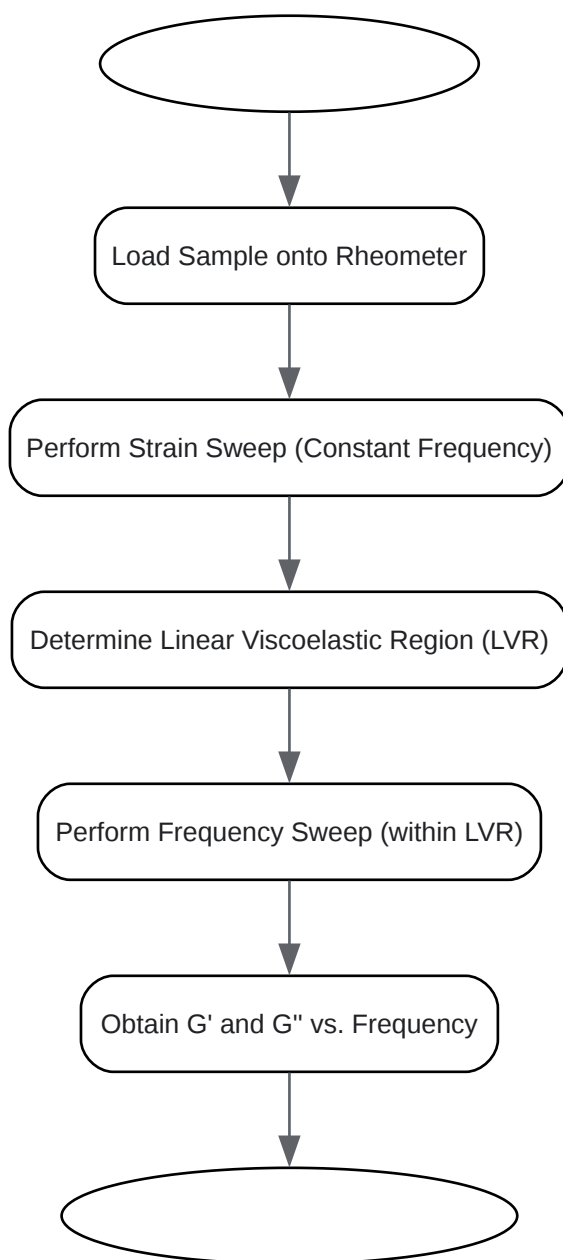 Load Sample onto Rheometer
Perform Strain Sweep (Constant Frequency)
Determine Linear Viscoelastic Region (LVR)
Perform Frequency Sweep (within LVR)
Obtain G' and G'' vs. Frequency